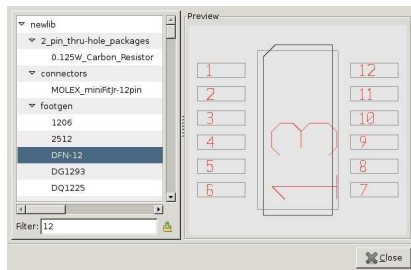 newlib
2_pin_thru-hole_packages
0.125W_Carbon_Resistor
connectors
MOLEX_miniFitJr-12pin
footgen
1206
2512
DFN-12
DG1293
DQ1225
Filter: 12
Preview
1
2
3
4
5
6
13
12
11
10
9
8
7
Close